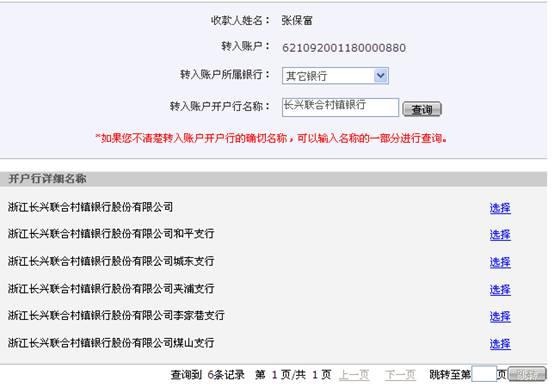 收款人姓名： 张保富
转入账户： 621092001180000880
转入账户所属银行： 其它银行
转入账户开户行名称： 长兴联合村镇银行 查询
*如果您不清楚转入账户开户行的确切名称，可以输入名称的一部分进行查询。
开户行详细名称
浙江长兴联合村镇银行股份有限公司 选择
浙江长兴联合村镇银行股份有限公司和平支行 选择
浙江长兴联合村镇银行股份有限公司城东支行 选择
浙江长兴联合村镇银行股份有限公司夹浦支行 选择
浙江长兴联合村镇银行股份有限公司李家巷支行 选择
浙江长兴联合村镇银行股份有限公司煤山支行 选择
查询到 6条记录 第 1 页/共 1 页 上一页 下一页 跳转至第 页 跳转